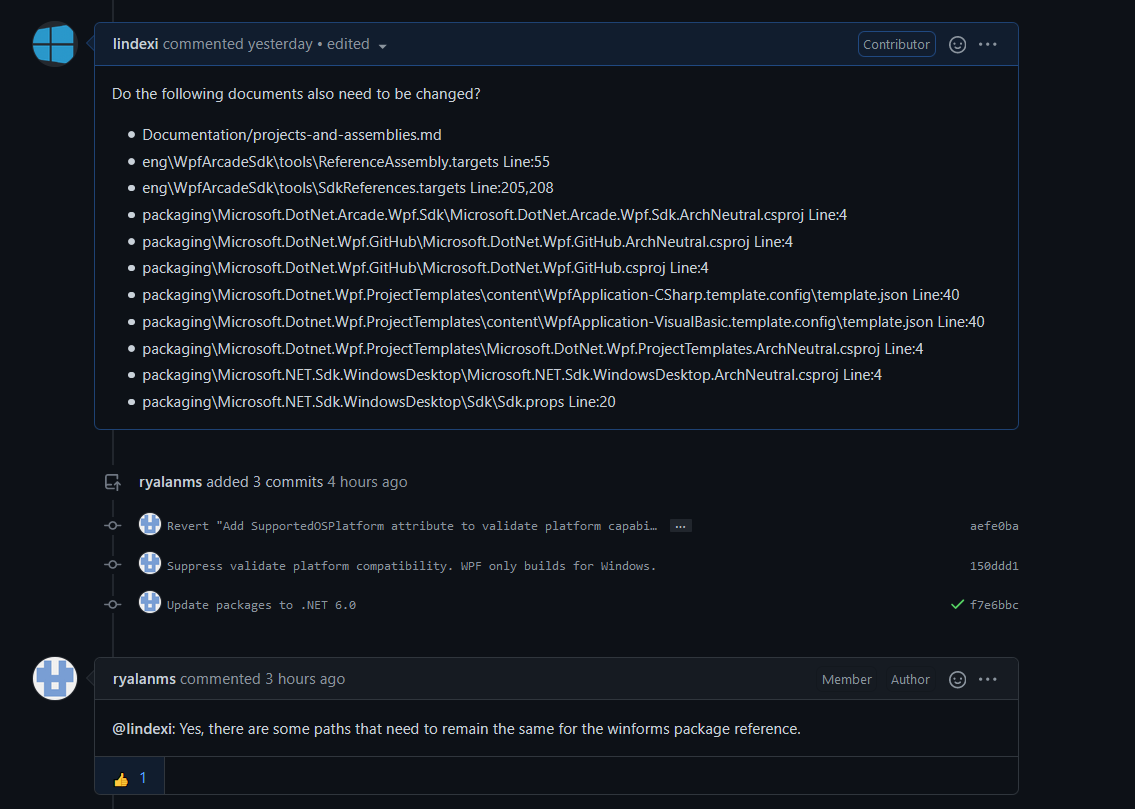 lindexi commented yesterday • edited
Contributor
Do the following documents also need to be changed?
Documentation/projects-and-assemblies.md
eng\WpfArcadeSdk\tools\ReferenceAssembly.targets Line:55
eng\WpfArcadeSdk\tools\SdkReferences.targets Line:205,208
packaging\Microsoft.DotNet.Arcade.Wpf.Sdk\Microsoft.DotNet.Arcade.Wpf.Sdk.ArchNeutral.csproj Line:4
packaging\Microsoft.DotNet.Wpf.GitHub\Microsoft.DotNet.Wpf.GitHub.ArchNeutral.csproj Line:4
packaging\Microsoft.DotNet.Wpf.GitHub\Microsoft.DotNet.Wpf.GitHub.csproj Line:4
packaging\Microsoft.Dotnet.Wpf.ProjectTemplates\content\WpfApplication-CSharp.template.config\template.json Line:40
packaging\Microsoft.Dotnet.Wpf.ProjectTemplates\content\WpfApplication-VisualBasic.template.config\template.json Line:40
packaging\Microsoft.Dotnet.Wpf.ProjectTemplates\Microsoft.DotNet.Wpf.ProjectTemplates.ArchNeutral.csproj Line:4
packaging\Microsoft.NET.Sdk.WindowsDesktop\Microsoft.NET.Sdk.WindowsDesktop.ArchNeutral.csproj Line:4
packaging\Microsoft.NET.Sdk.WindowsDesktop\Sdk\Sdk.props Line:20
ryalanms added 3 commits 4 hours ago
Revert "Add SupportedOSPlatform attribute to validate platform capabi… … aefe0ba
Suppress validate platform compatibility. WPF only builds for Windows. 150ddd1
Update packages to .NET 6.0 f7e6bbc
ryalanms commented 3 hours ago
Member Author
@lindexi: Yes, there are some paths that need to remain the same for the winforms package reference.
👍 1